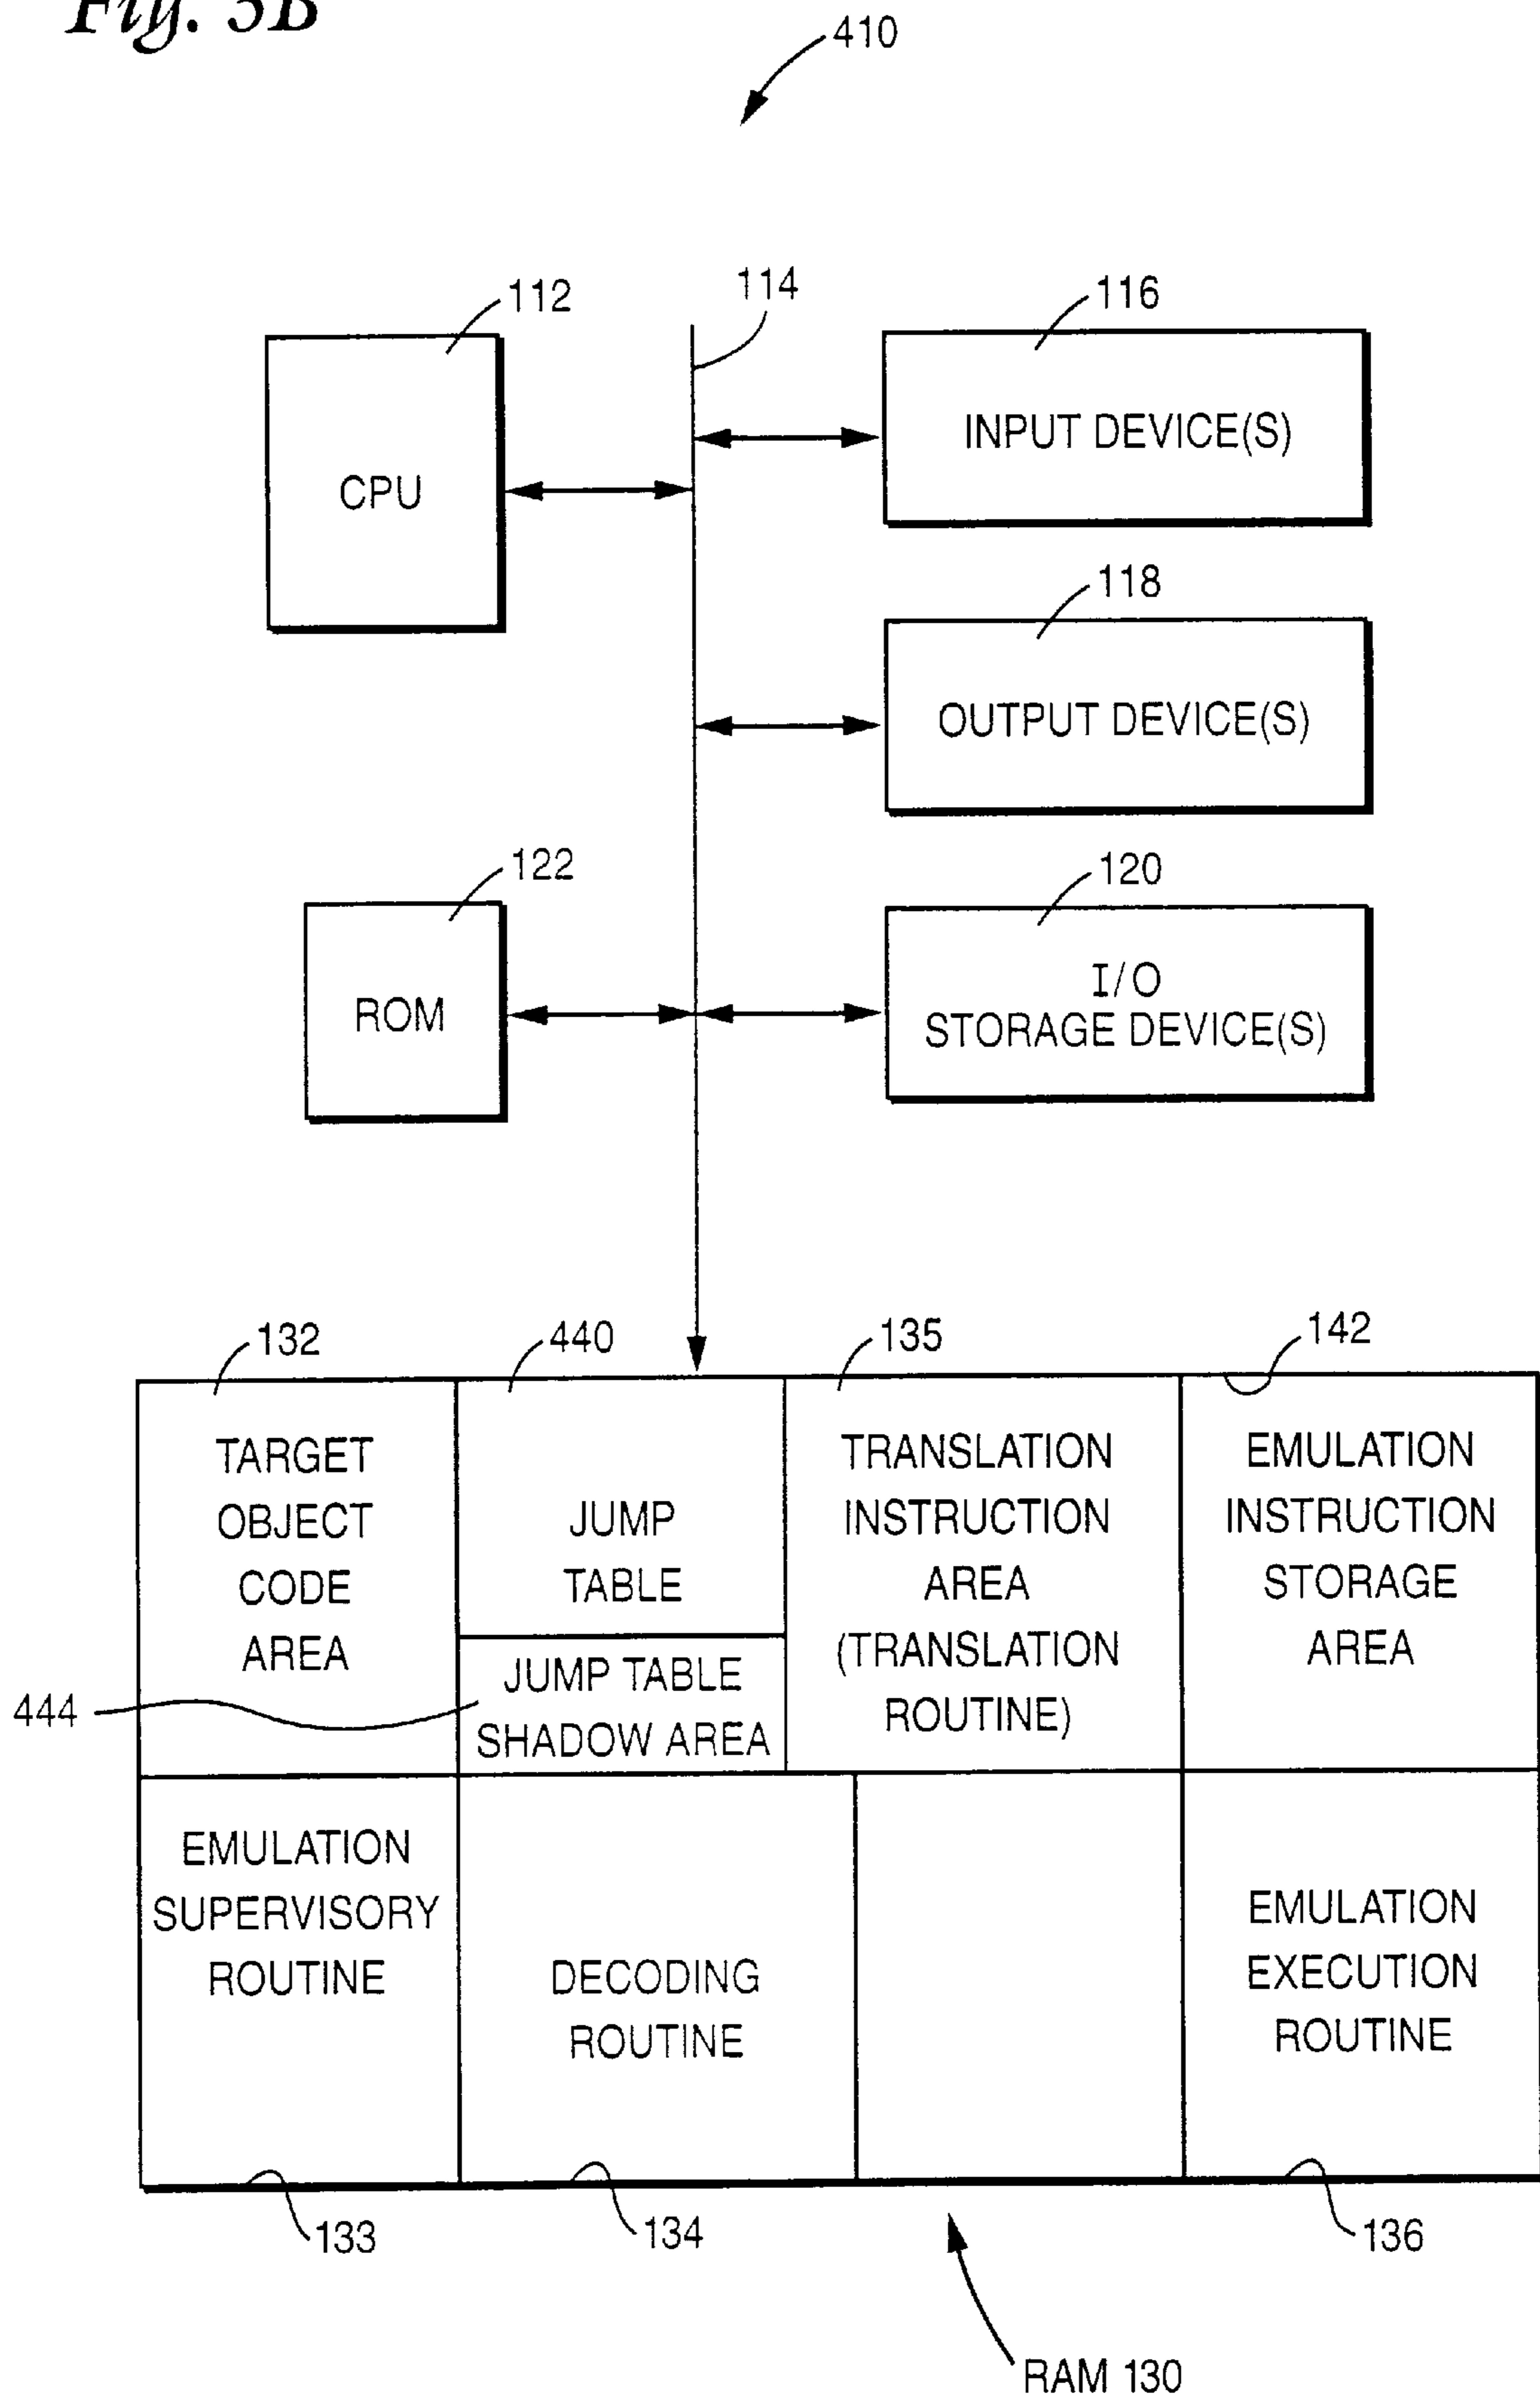 Fig. 5B
410
112
114
116
CPU
INPUT DEVICE(S)
118
OUTPUT DEVICE(S)
122
120
ROM
I/O
STORAGE DEVICE(S)
132
440
135
142
TARGET
OBJECT
CODE
AREA
JUMP
TABLE
JUMP TABLE
SHADOW AREA
444
TRANSLATION
INSTRUCTION
AREA
(TRANSLATION
ROUTINE)
EMULATION
INSTRUCTION
STORAGE
AREA
EMULATION
SUPERVISORY
ROUTINE
DECODING
ROUTINE
EMULATION
EXECUTION
ROUTINE
133
134
136
RAM 130